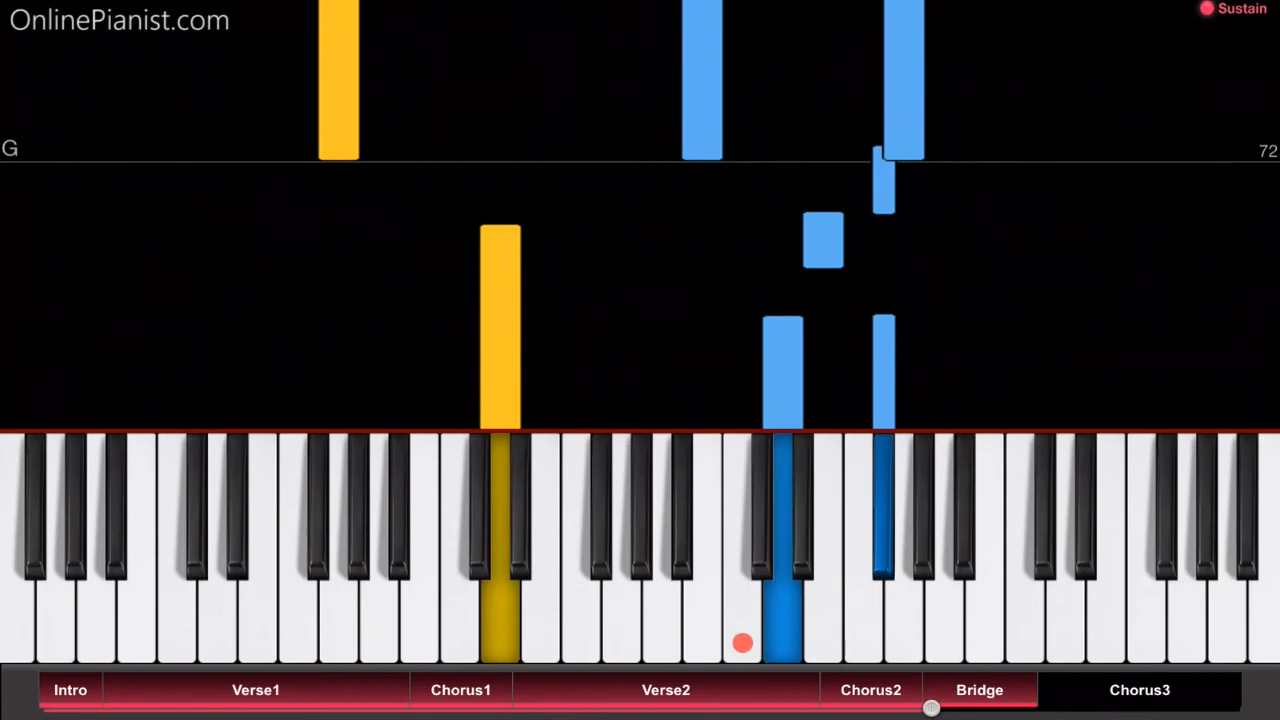 OnlinePianist.com
Sustain
G
72
Intro
Verse1
Chorus1
Verse2
Chorus2
Bridge
Chorus3